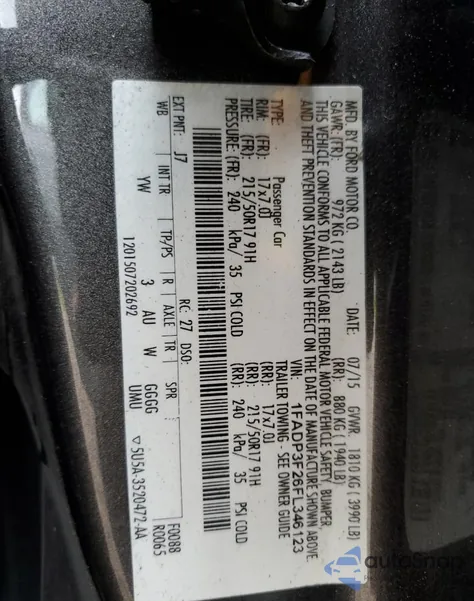 MFD. BY FORD MOTOR CO.
DATE: 07/15 GVWR: 1810 KG (3990 LB)
GAWR: (FR): 972 KG (2143 LB) (RR): 880 KG (1940 LB)
THIS VEHICLE CONFORMS TO ALL APPLICABLE FEDERAL MOTOR VEHICLE SAFETY, BUMPER,
AND THEFT PREVENTION STANDARDS IN EFFECT ON THE DATE OF MANUFACTURE SHOWN ABOVE.
VIN: 1FADP3F26FL346123
TYPE: Passenger Car TRAILER TOWING - SEE OWNER GUIDE
RIM: (FR): 17x7.0J (RR): 17x7.0J
TIRE: (FR): 215/50R17 91H (RR): 215/50R17 91H
PRESSURE: (FR): 240 kPa/ 35 PSI COLD (RR): 240 kPa/ 35 PSI COLD
EXT PNT: J7 RC: 27 DSO:
WB INT TR TP/PS R AXLE TR SPR
YW 3 AU W GGGG F0088
1201507202692 UMU R0065
▽5U5A-3520472-AA
autosnap